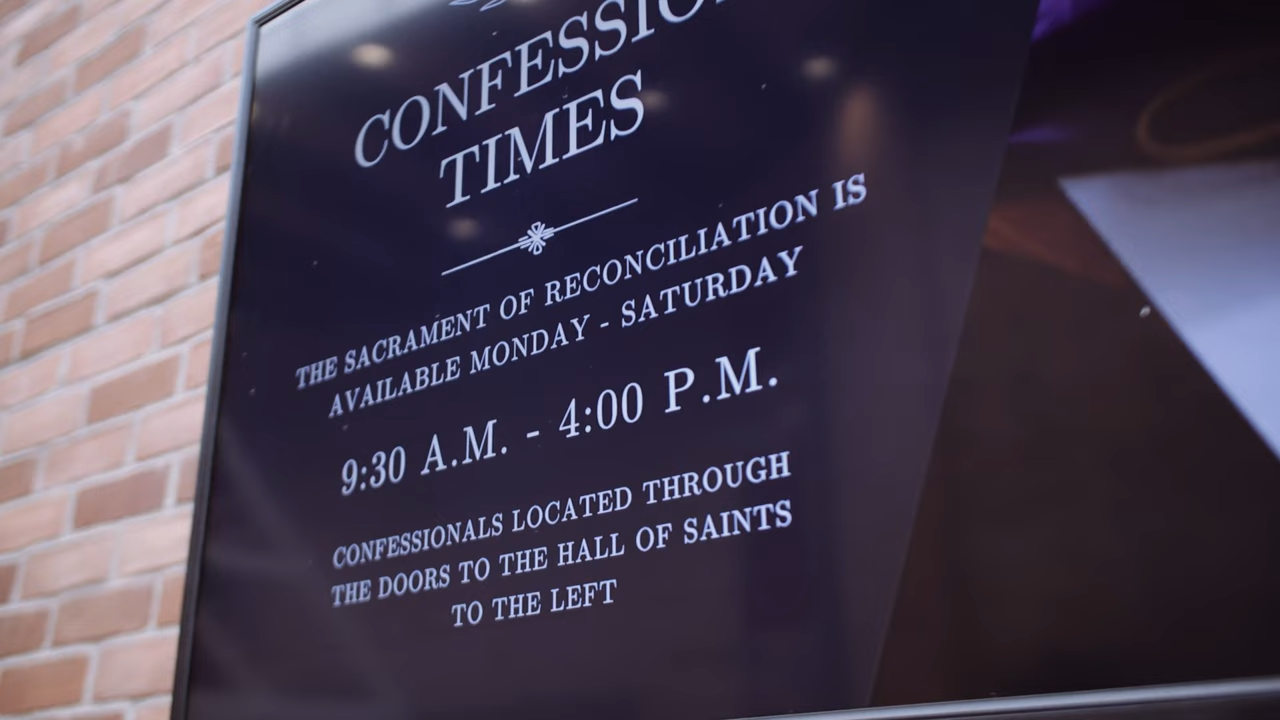 CONFESSIO
TIMES
THE SACRAMENT OF RECONCILIATION IS
AVAILABLE MONDAY - SATURDAY
9:30 A.M. - 4:00 P.M.
CONFESSIONALS LOCATED THROUGH
THE DOORS TO THE HALL OF SAINTS
TO THE LEFT